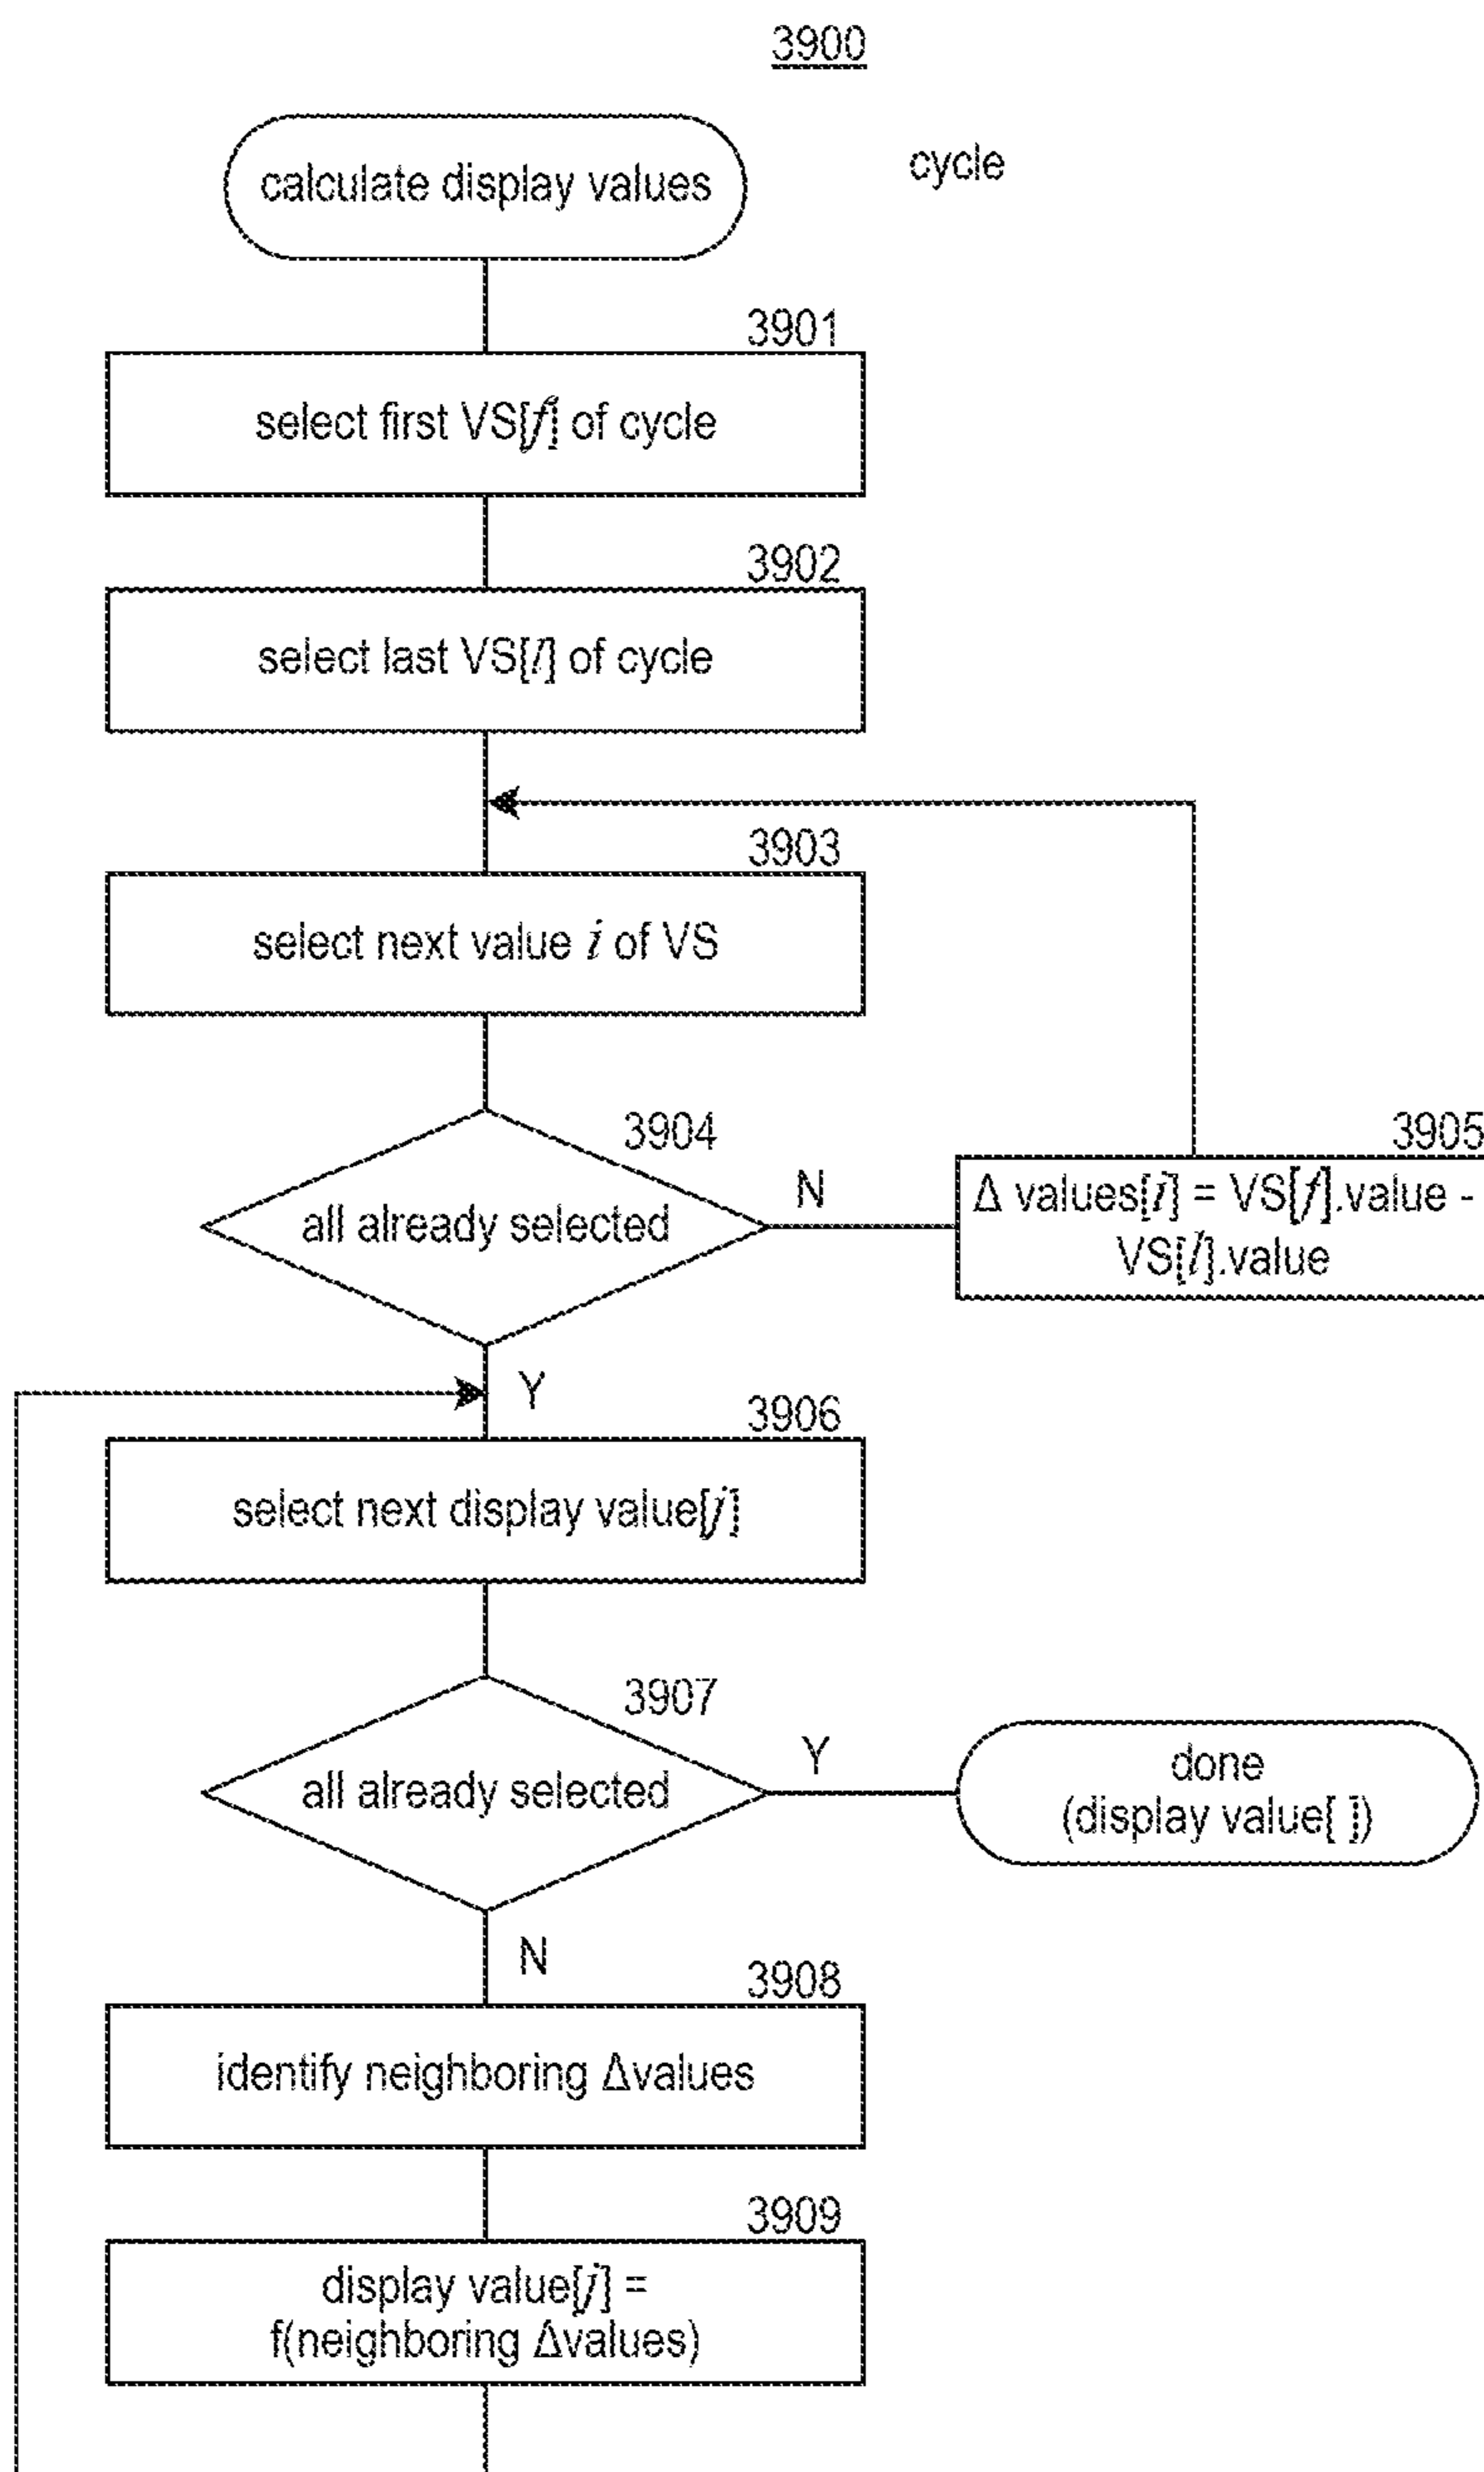 3900
calculate display values
cycle
3901
select first VS[f] of cycle
3902
select last VS[l] of cycle
3903
select next value i of VS
3904
all already selected
N
3905
Δ values[i] = VS[f].value -
VS[l].value
Y
3906
select next display value[j]
3907
all already selected
Y
done
(display value[ ])
N
3908
identify neighboring Δvalues
3909
display value[j] =
f(neighboring Δvalues)